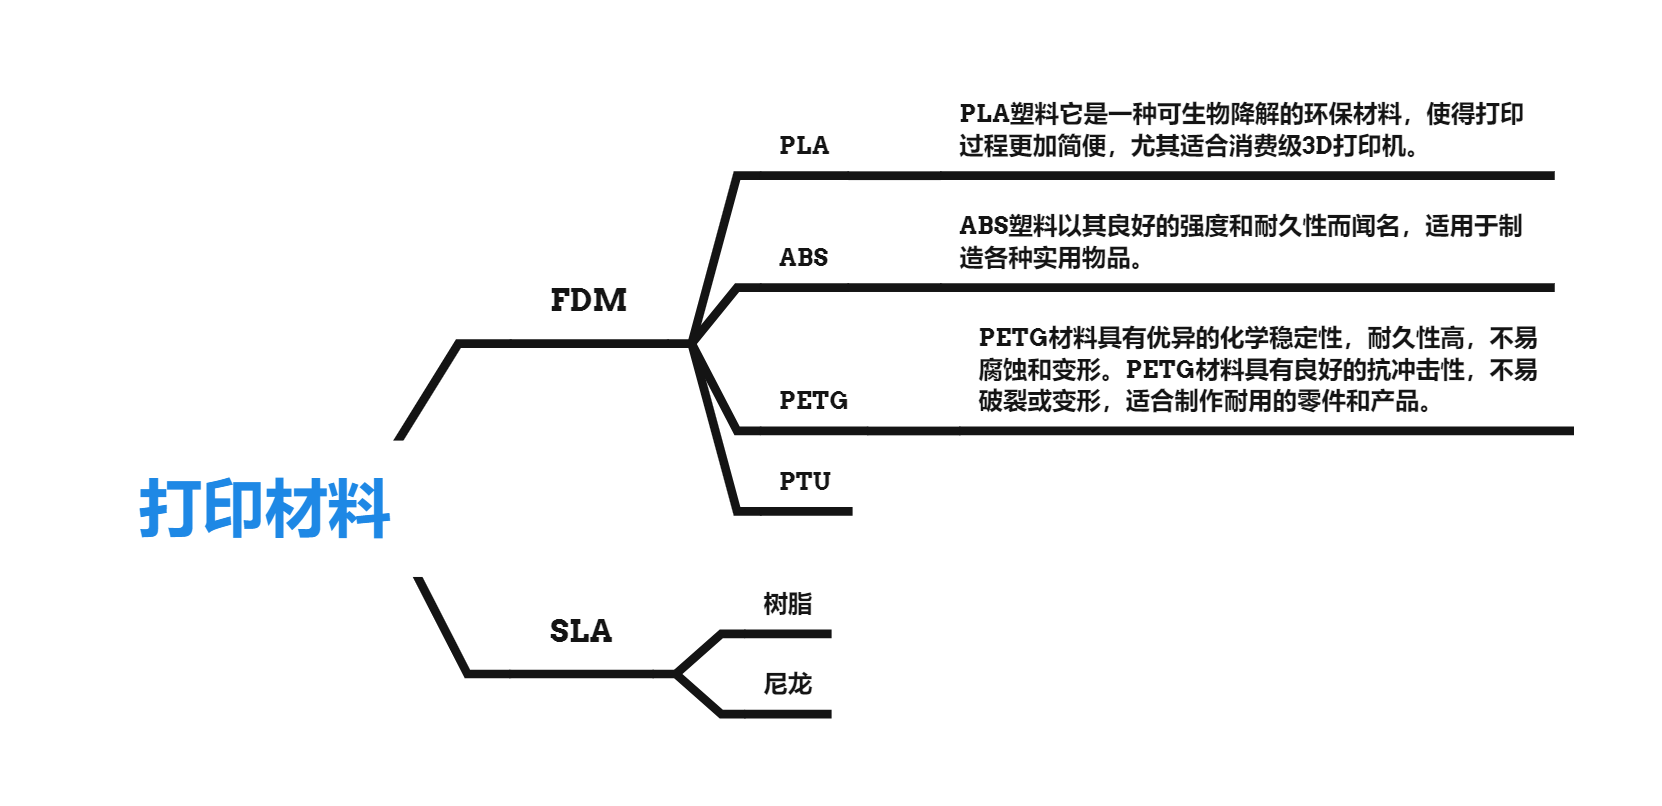 打印材料
FDM
PLA
PLA塑料它是一种可生物降解的环保材料，使得打印
过程更加简便，尤其适合消费级3D打印机。
ABS
ABS塑料以其良好的强度和耐久性而闻名，适用于制
造各种实用物品。
PETG
PETG材料具有优异的化学稳定性，耐久性高，不易
腐蚀和变形。PETG材料具有良好的抗冲击性，不易
破裂或变形，适合制作耐用的零件和产品。
PTU
SLA
树脂
尼龙